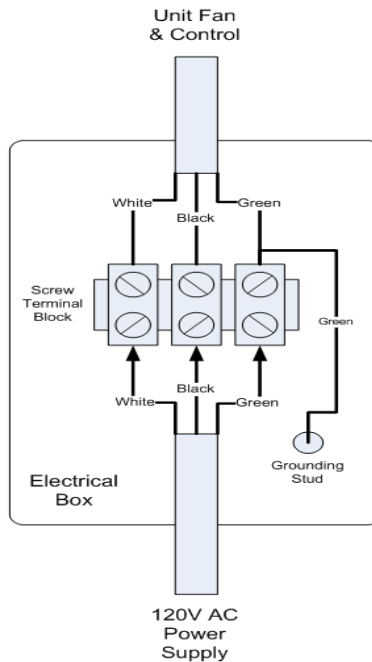 Unit Fan
& Control
White
Black
Green
Screw
Terminal
Block
Green
White
Black
Green
Electrical
Box
Grounding
Stud
120V AC
Power
Supply